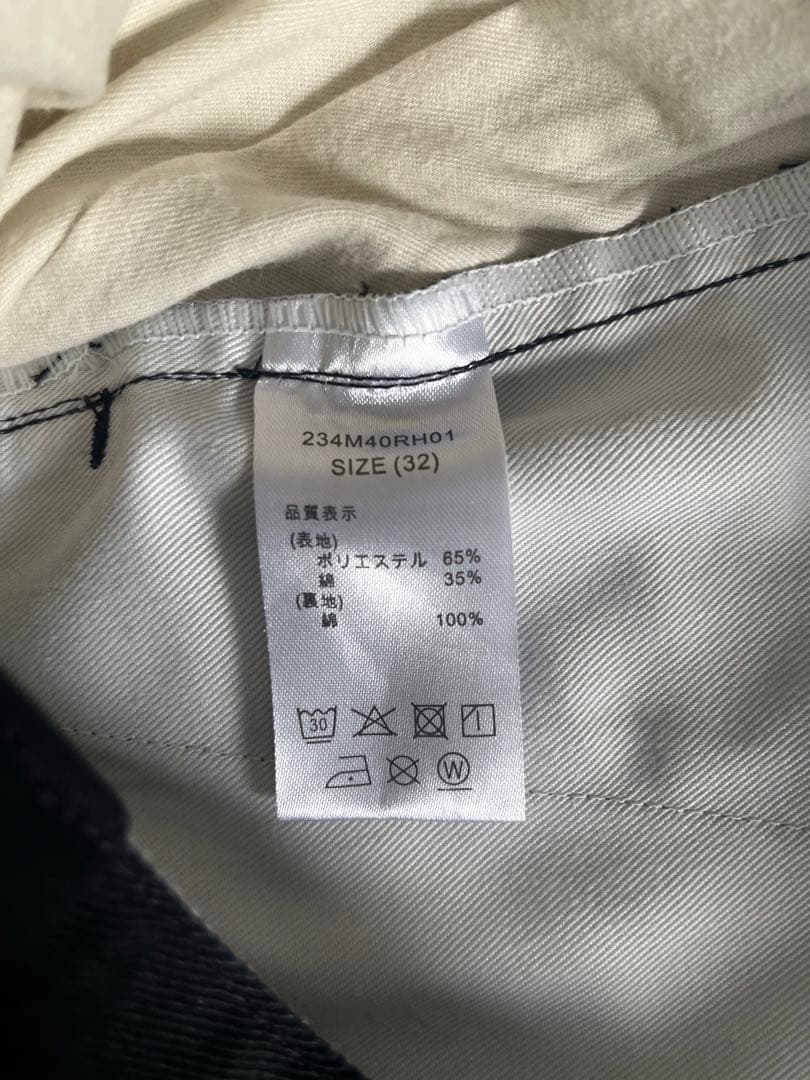 234M40RH01
SIZE (32)
品質表示
(表地)
ポリエステル 65%
綿 35%
(裏地)
綿 100%
30
W